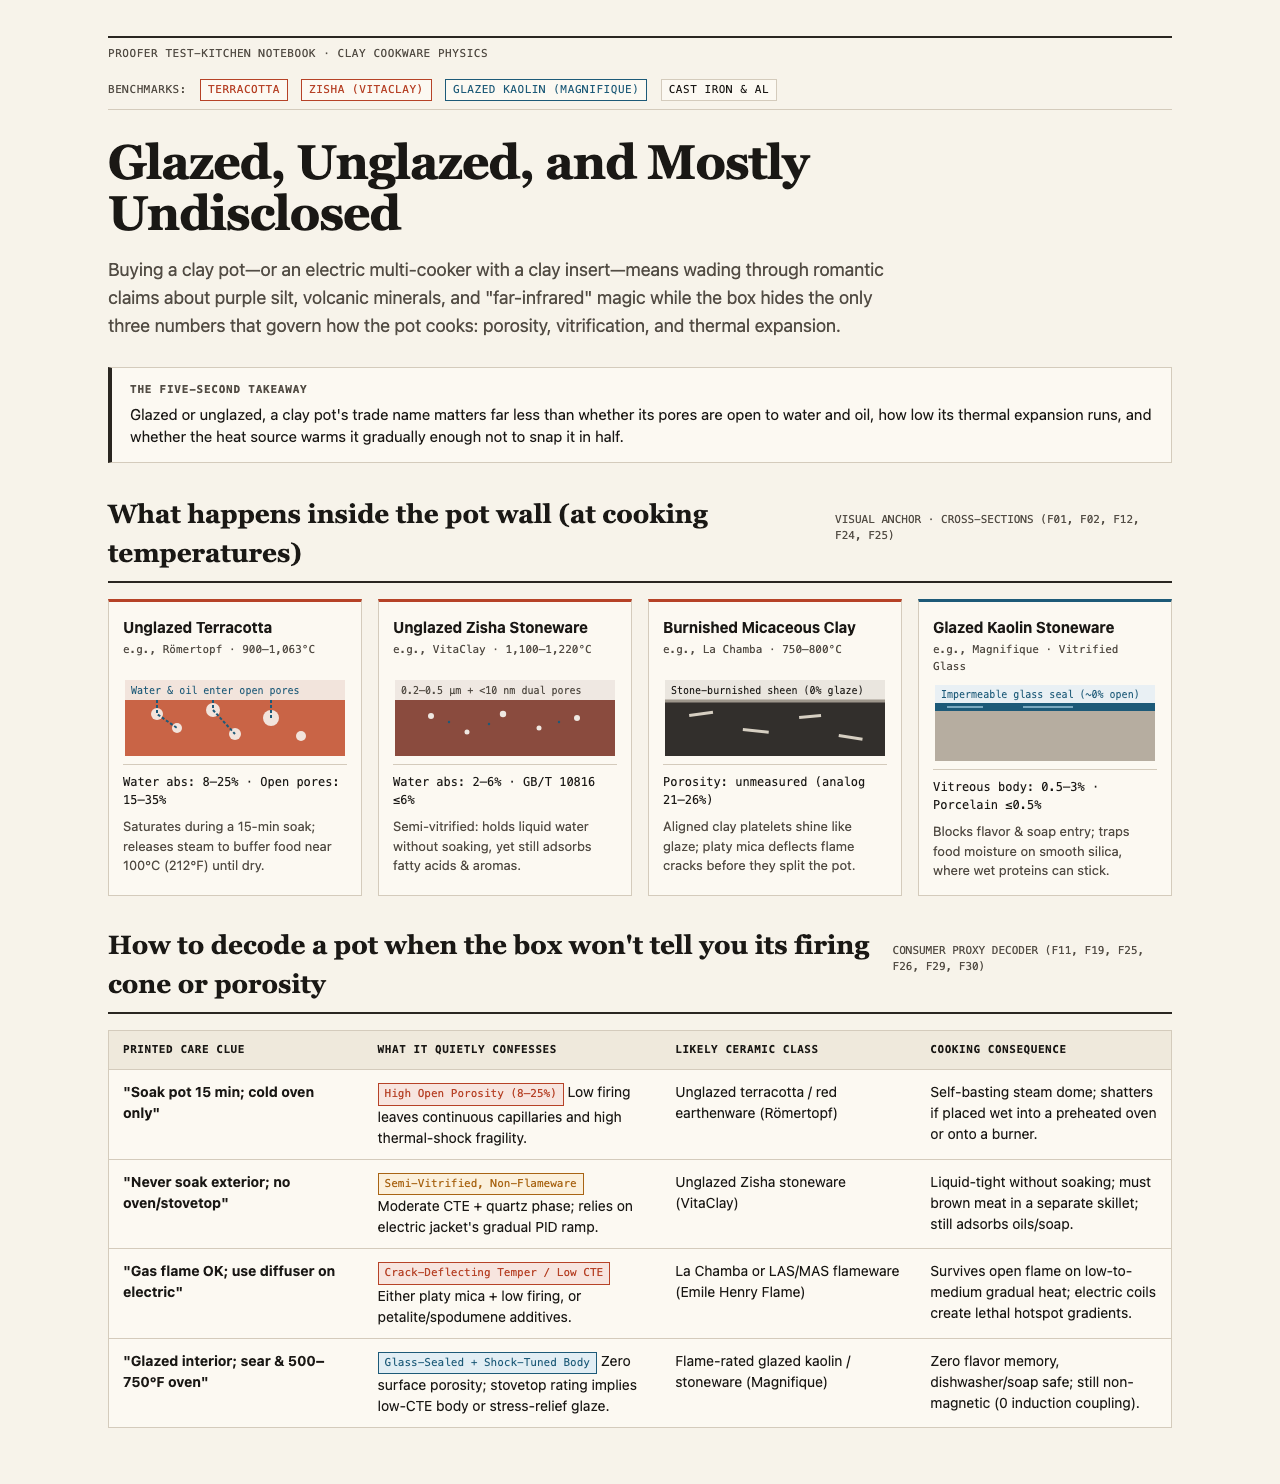 PROOFER TEST-KITCHEN NOTEBOOK · CLAY COOKWARE PHYSICS
BENCHMARKS: TERRACOTTA ZISHA (VITACLAY) GLAZED KAOLIN (MAGNIFIQUE) CAST IRON & AL
Glazed, Unglazed, and Mostly
Undisclosed
Buying a clay pot—or an electric multi-cooker with a clay insert—means wading through romantic
claims about purple silt, volcanic minerals, and "far-infrared" magic while the box hides the only
three numbers that govern how the pot cooks: porosity, vitrification, and thermal expansion.
THE FIVE-SECOND TAKEAWAY
Glazed or unglazed, a clay pot's trade name matters far less than whether its pores are open to water and oil, how low its thermal expansion runs, and
whether the heat source warms it gradually enough not to snap it in half.
What happens inside the pot wall (at cooking
temperatures)
VISUAL ANCHOR · CROSS-SECTIONS (F01, F02, F12,
F24, F25)
Unglazed Terracotta
e.g., Römertopf · 900–1,063°C
Water & oil enter open pores
Water abs: 8–25% · Open pores:
15–35%
Saturates during a 15-min soak;
releases steam to buffer food near
100°C (212°F) until dry.
Unglazed Zisha Stoneware
e.g., VitaClay · 1,100–1,220°C
0.2–0.5 µm + <10 nm dual pores
Water abs: 2–6% · GB/T 10816
≤6%
Semi-vitrified: holds liquid water
without soaking, yet still adsorbs
fatty acids & aromas.
Burnished Micaceous Clay
e.g., La Chamba · 750–800°C
Stone-burnished sheen (0% glaze)
Porosity: unmeasured (analog
21–26%)
Aligned clay platelets shine like
glaze; platy mica deflects flame
cracks before they split the pot.
Glazed Kaolin Stoneware
e.g., Magnifique · Vitrified
Glass
Impermeable glass seal (~0% open)
Vitreous body: 0.5–3% ·
Porcelain ≤0.5%
Blocks flavor & soap entry; traps
food moisture on smooth silica,
where wet proteins can stick.
How to decode a pot when the box won't tell you its firing
cone or porosity
CONSUMER PROXY DECODER (F11, F19, F25,
F26, F29, F30)
PRINTED CARE CLUE WHAT IT QUIETLY CONFESSES LIKELY CERAMIC CLASS COOKING CONSEQUENCE
"Soak pot 15 min; cold oven
only"
High Open Porosity (8–25%) Low firing
leaves continuous capillaries and high
thermal-shock fragility.
Unglazed terracotta / red
earthenware (Römertopf)
Self-basting steam dome; shatters
if placed wet into a preheated oven
or onto a burner.
"Never soak exterior; no
oven/stovetop"
Semi-Vitrified, Non-Flameware
Moderate CTE + quartz phase; relies on
electric jacket's gradual PID ramp.
Unglazed Zisha stoneware
(VitaClay)
Liquid-tight without soaking; must
brown meat in a separate skillet;
still adsorbs oils/soap.
"Gas flame OK; use diffuser on
electric"
Crack-Deflecting Temper / Low CTE
Either platy mica + low firing, or
petalite/spodumene additives.
La Chamba or LAS/MAS flameware
(Emile Henry Flame)
Survives open flame on low-to-
medium gradual heat; electric coils
create lethal hotspot gradients.
"Glazed interior; sear & 500–
750°F oven"
Glass-Sealed + Shock-Tuned Body Zero
surface porosity; stovetop rating implies
low-CTE body or stress-relief glaze.
Flame-rated glazed kaolin /
stoneware (Magnifique)
Zero flavor memory,
dishwasher/soap safe; still non-
magnetic (0 induction coupling).